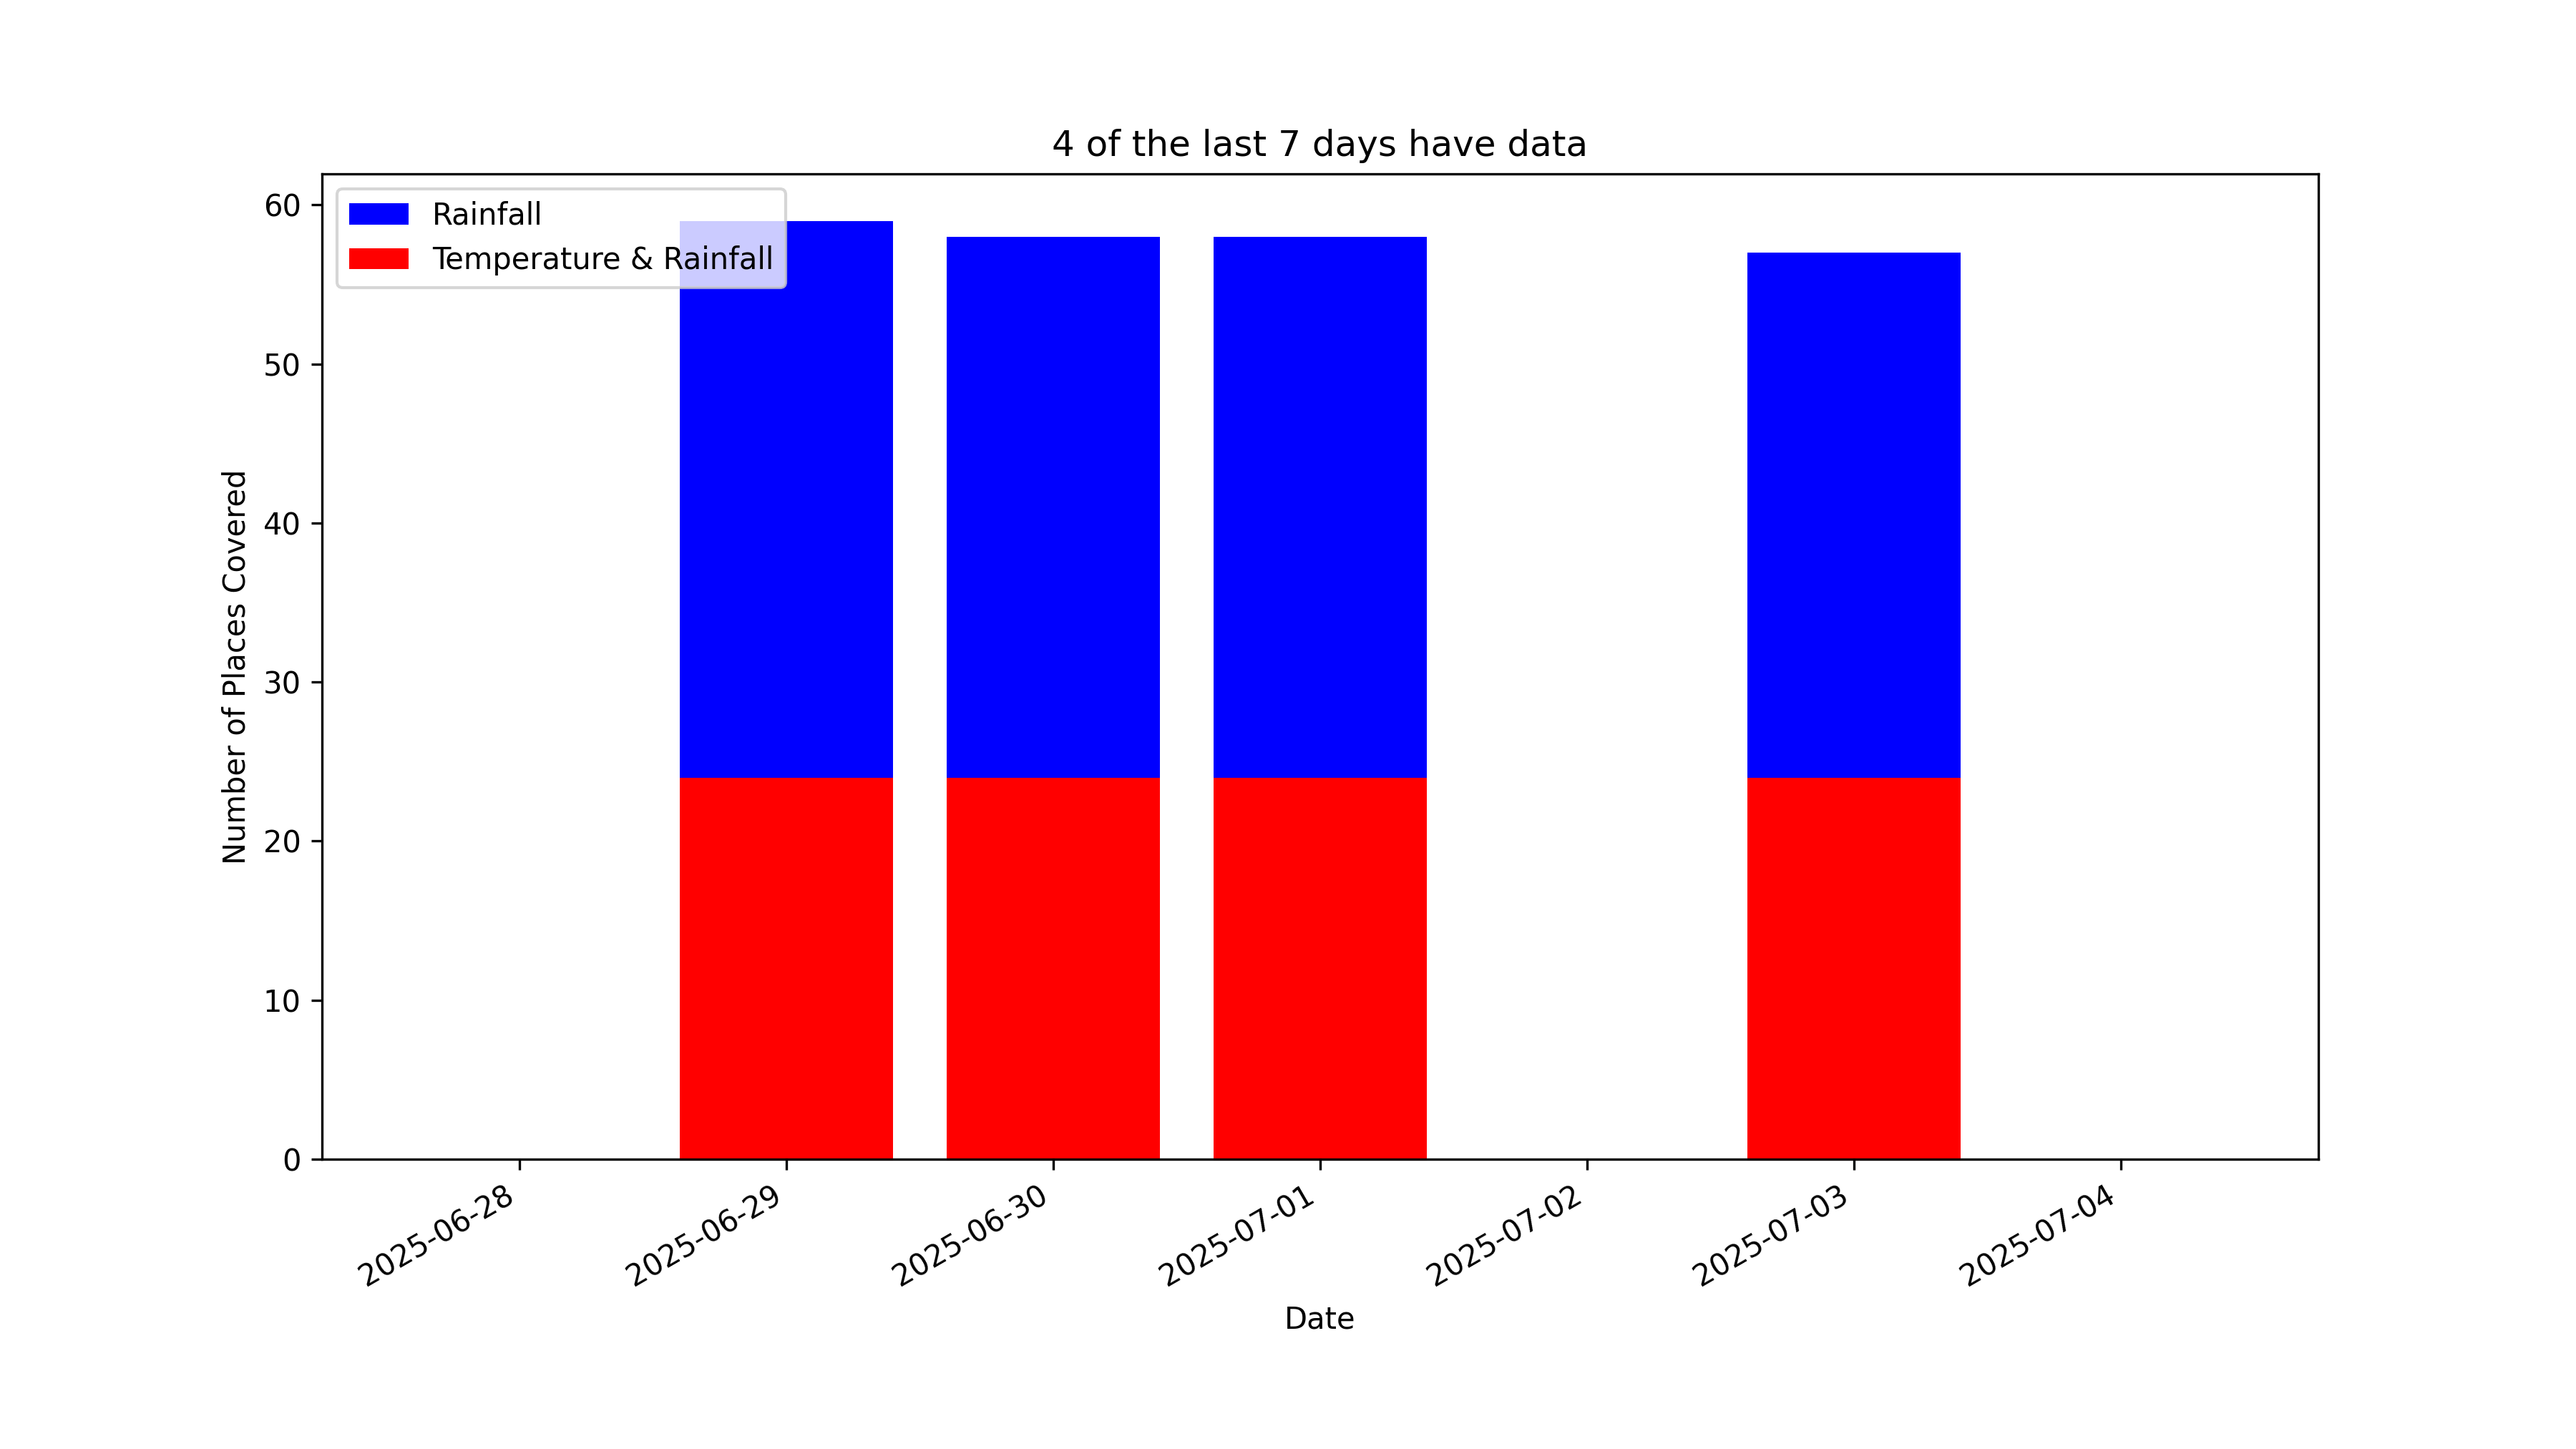 4 of the last 7 days have data
Rainfall
Temperature & Rainfall
Number of Places Covered
60
50
40
30
20
10
0
2025-06-28
2025-06-29
2025-06-30
2025-07-01
2025-07-02
2025-07-03
2025-07-04
Date